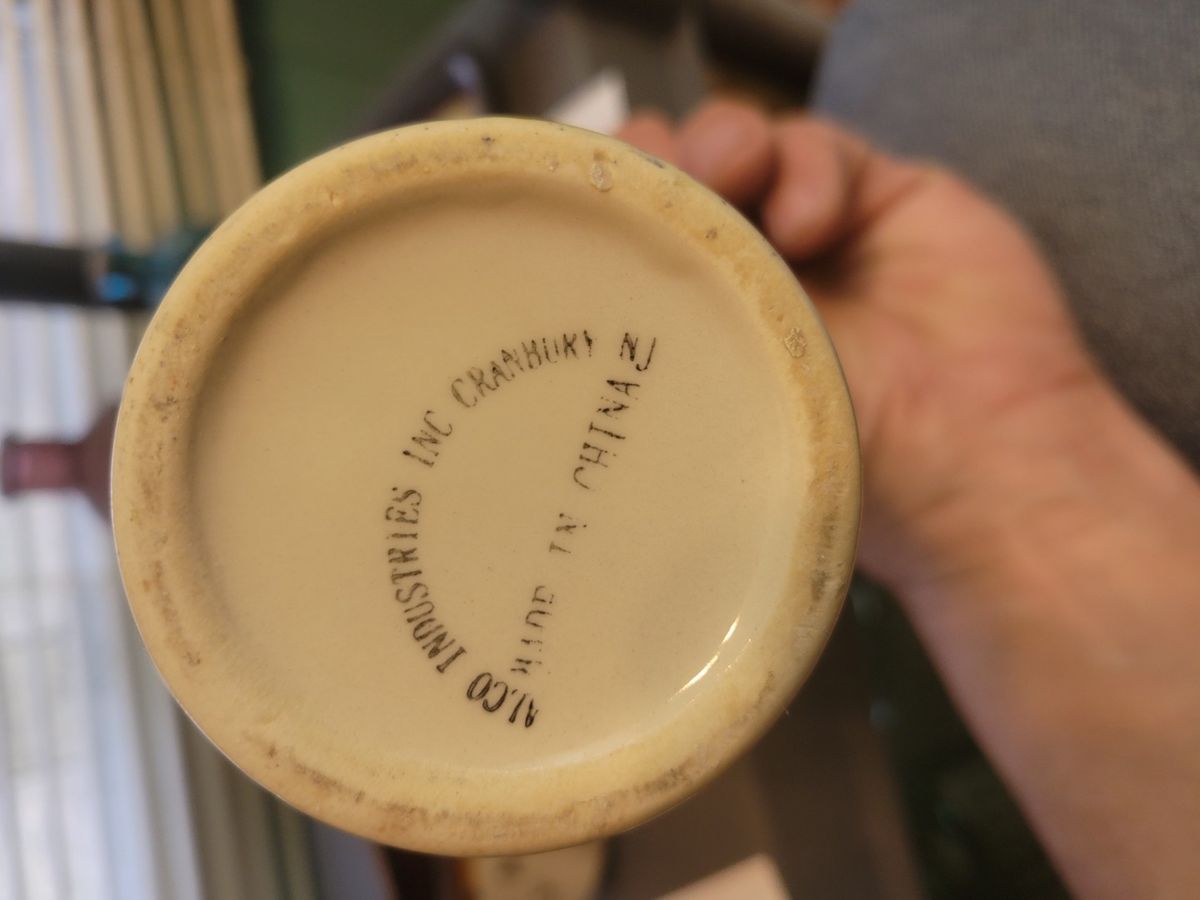 ALCO INDUSTRIES INC CRANBURY NJ
MADE IN CHINA